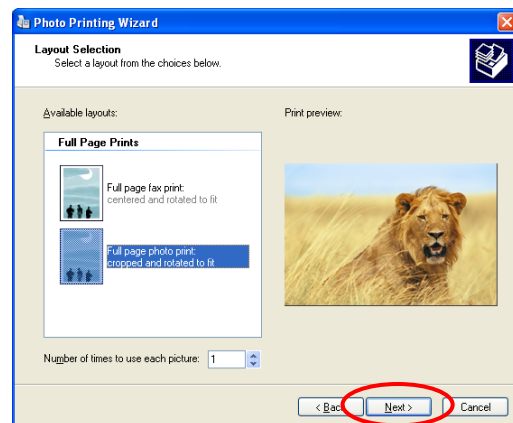 Photo Printing Wizard
Layout Selection
Select a layout from the choices below.
Available layouts:
Print preview:
Full Page Prints
Full page fax print:
centered and rotated to fit
Full page photo print:
cropped and rotated to fit
Number of times to use each picture: 1
< Back Next > Cancel